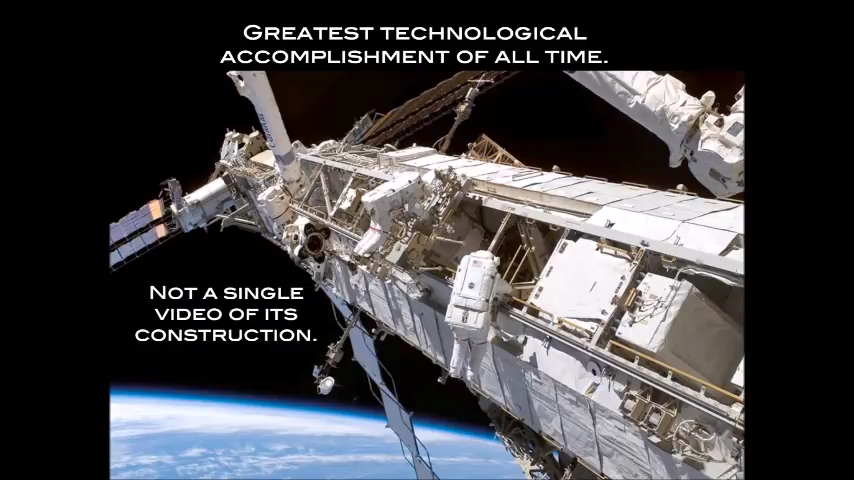 Greatest technological
accomplishment of all time.
Not a single
video of its
construction.